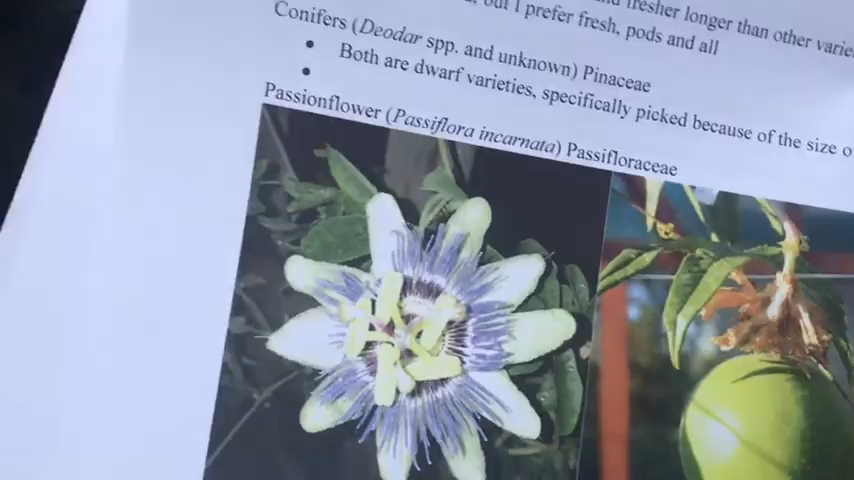 fresher longer than other varie
but I prefer fresh, pods and all
Conifers (Deodar spp. and unknown) Pinaceae
• Both are dwarf varieties, specifically picked because of the size o
•
Passionflower (Passiflora incarnata) Passifloraceae